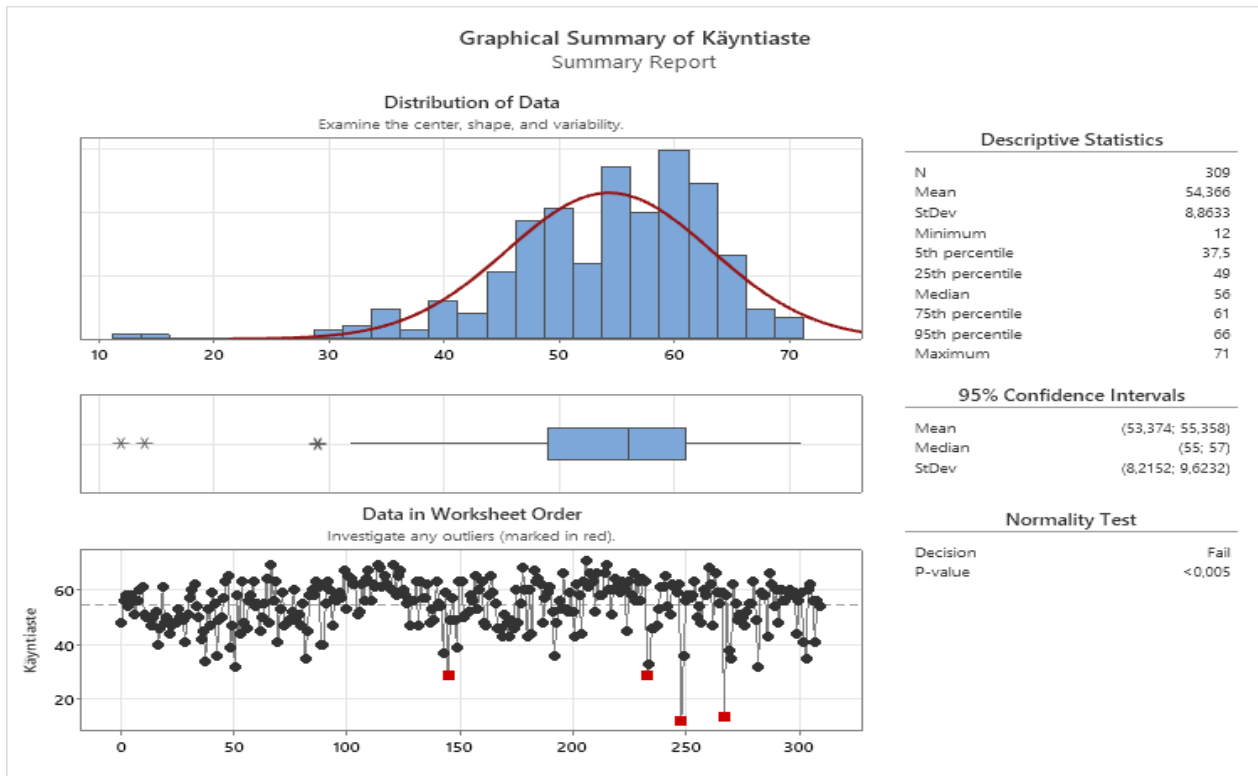 Graphical Summary of Käyntiaste
Summary Report
Distribution of Data
Examine the center, shape, and variability.
10 20 30 40 50 60 70
Data in Worksheet Order
Investigate any outliers (marked in red).
Käyntiaste
60
40
20
0 50 100 150 200 250 300
Descriptive Statistics
N 309
Mean 54,366
StDev 8,8633
Minimum 12
5th percentile 37,5
25th percentile 49
Median 56
75th percentile 61
95th percentile 66
Maximum 71
95% Confidence Intervals
Mean (53,374; 55,358)
Median (55; 57)
StDev (8,2152; 9,6232)
Normality Test
Decision Fail
P-value <0,005